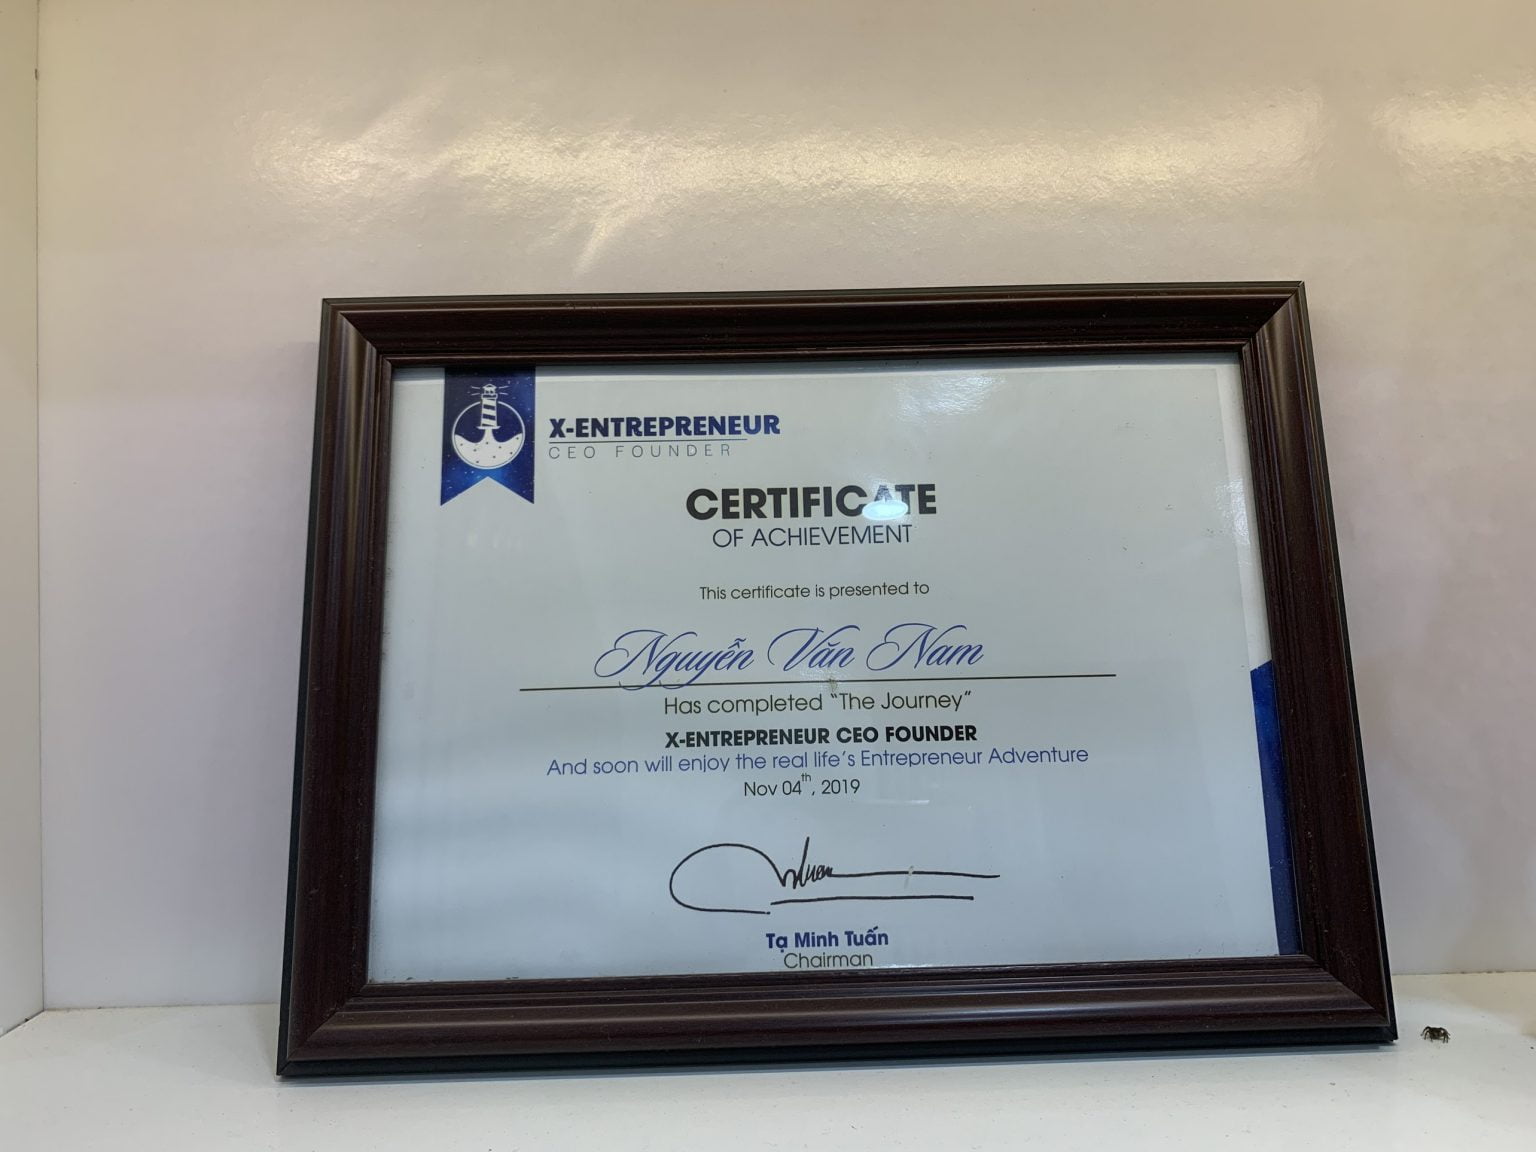 X-ENTREPRENEUR
CEO FOUNDER
CERTIFICATE
OF ACHIEVEMENT
This certificate is presented to
Nguyễn Văn Nam
Has completed “The Journey”
X-ENTREPRENEUR CEO FOUNDER
And soon will enjoy the real life’s Entrepreneur Adventure
Nov 04th, 2019
Tạ Minh Tuấn
Chairman